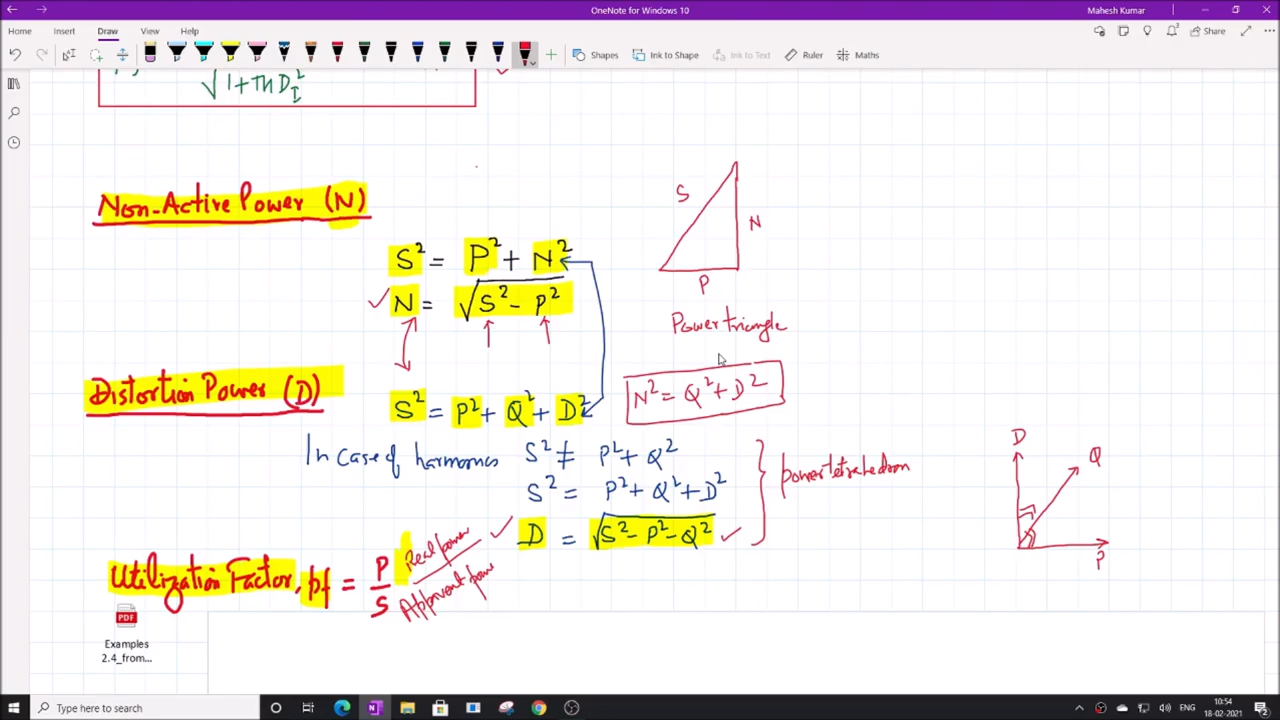 OneNote for Windows 10
Mahesh Kumar
Home Insert Draw View Help
Share
Shapes Ink to Shape Ink to Text Ruler Maths
√1+THD_I²
Non-Active Power (N)
S² = P² + N²
N = √S² - P²
S
N
P
Power triangle
Distortion Power (D)
S² = P² + Q² + D²
N² = Q² + D²
In case of harmonics S² ≠ P² + Q²
S² = P² + Q² + D²
D = √S² - P² - Q²
power tetrahedron
D
Q
P
Utilization Factor, pf = P/S Real power / Apparent power
PDF
Examples
2.4_from...
Type here to search
ENG
10:54
18-02-2021
2